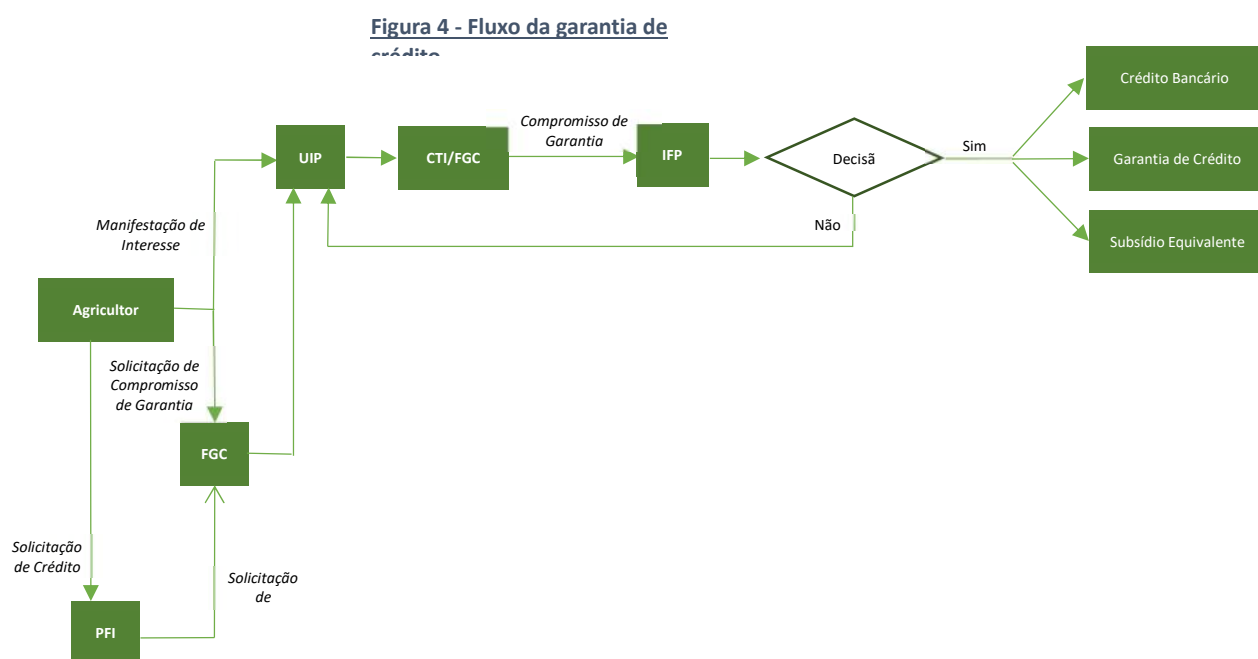 Figura 4 - Fluxo da garantia de
crédito
Crédito Bancário
Compromisso de
Garantia
UIP
CTI/FGC
IFP
Decisã
Sim
Garantia de Crédito
Manifestação de
Interesse
Não
Subsídio Equivalente
Agricultor
Solicitação de
Compromisso
de Garantia
FGC
Solicitação
de Crédito
Solicitação
de
PFI